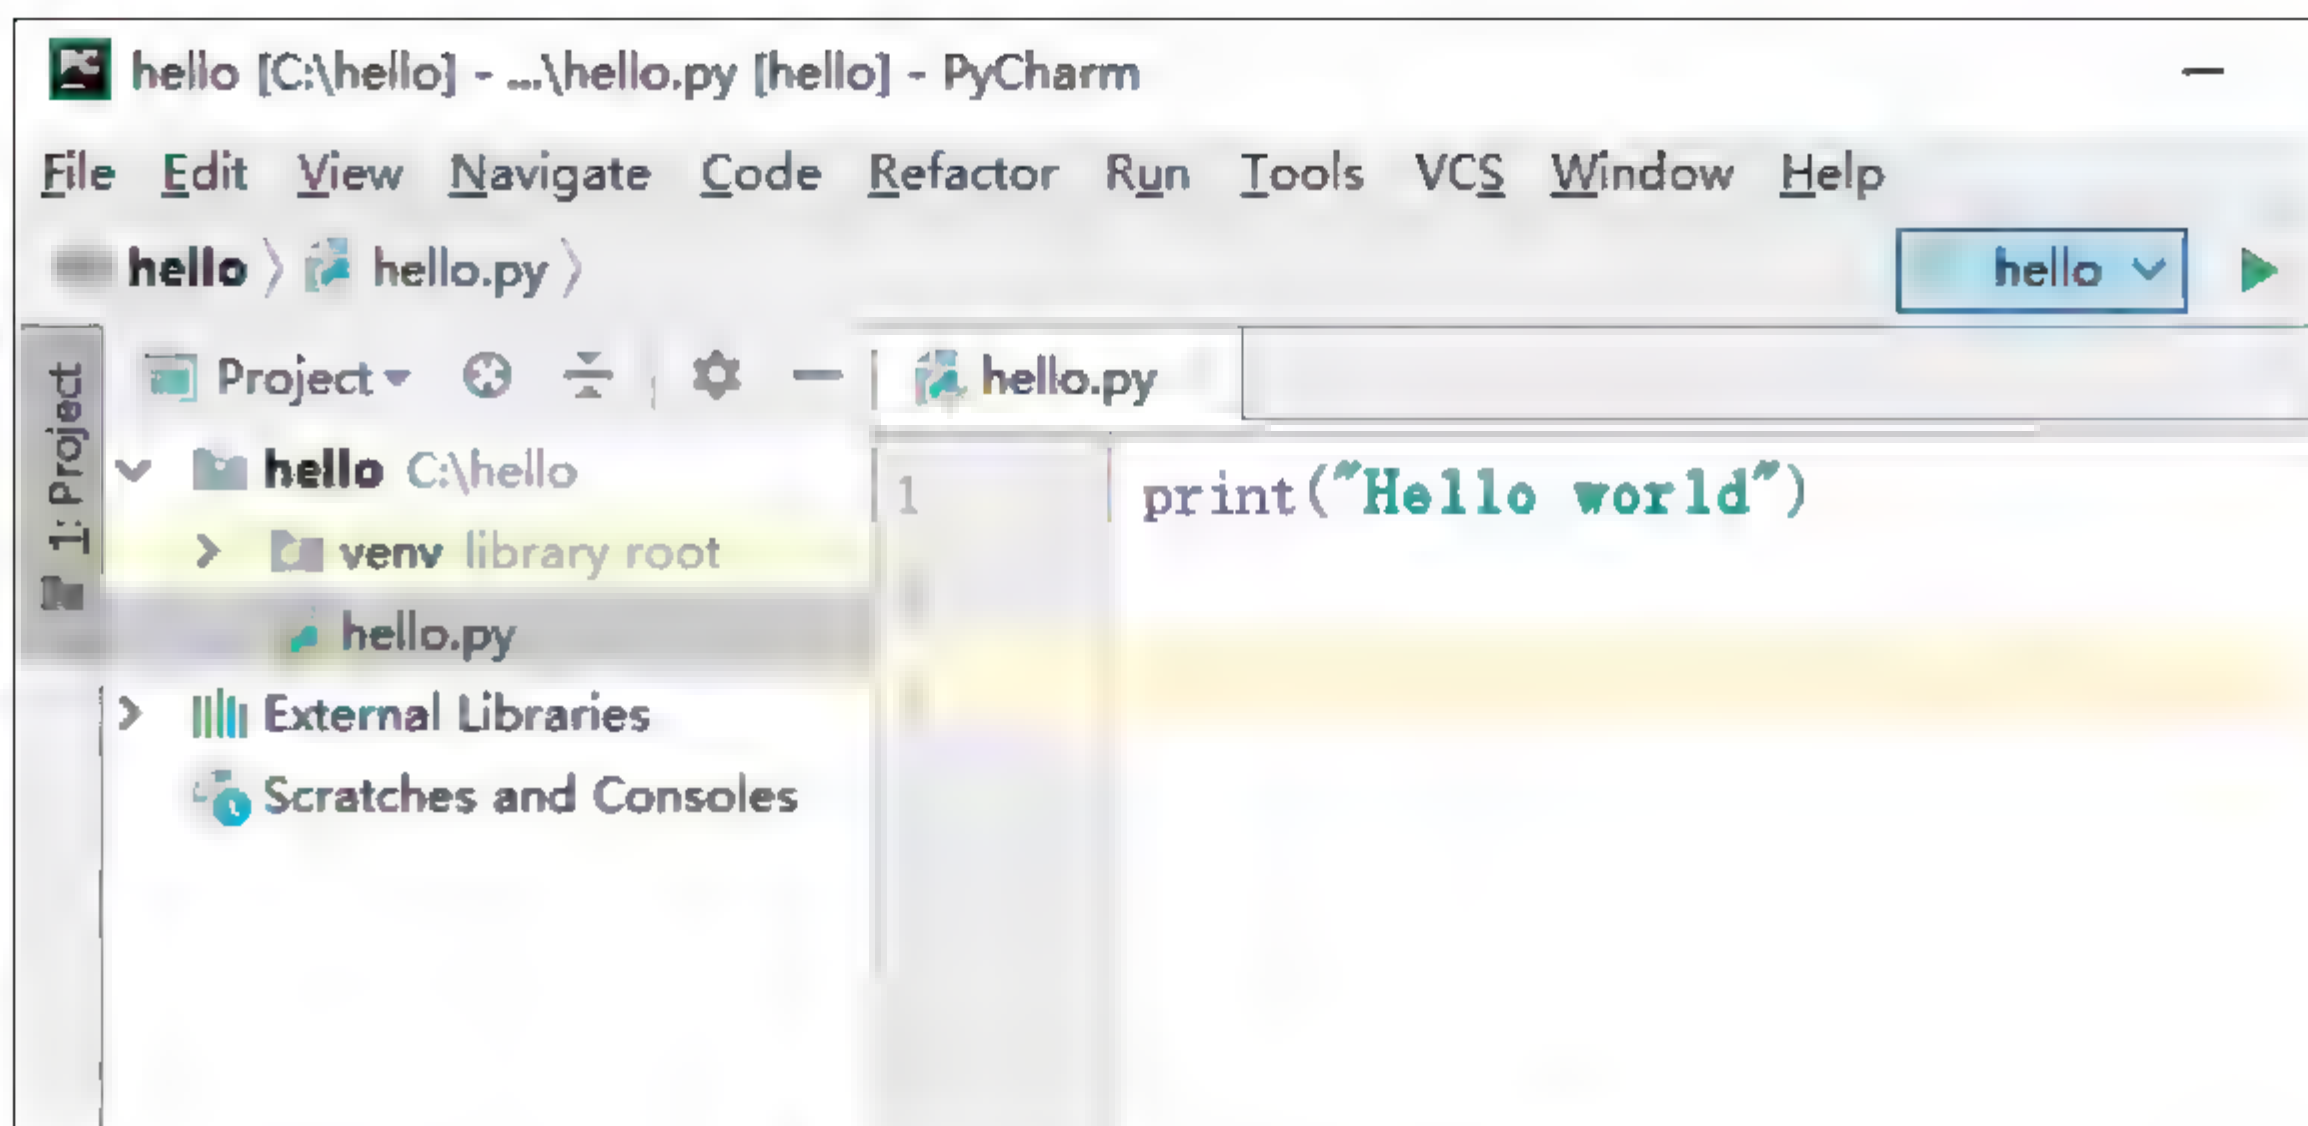 hello [C:\hello] - ...\hello.py [hello] - PyCharm
File Edit View Navigate Code Refactor Run Tools VCS Window Help
hello hello.py hello
1: Project
Project hello.py
hello C:\hello
venv library root
hello.py
External Libraries
Scratches and Consoles
1 print("Hello world")